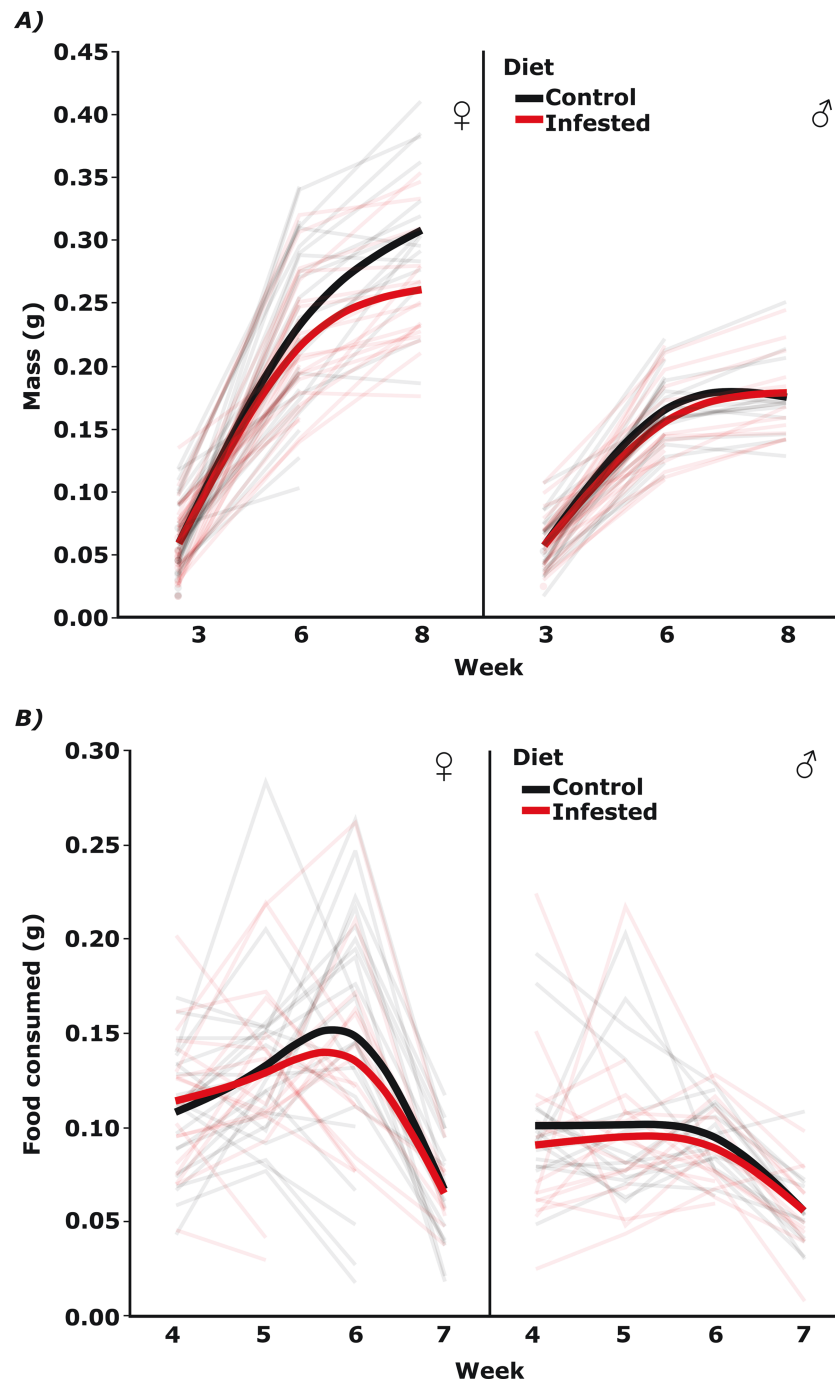 A)
0.45
0.40
0.35
0.30
0.25
0.20
0.15
0.10
0.05
0.00
Mass (g)
♀
Diet
Control
Infested
♂
3 6 8 3 6 8
Week
B)
0.30
0.25
0.20
0.15
0.10
0.05
0.00
Food consumed (g)
♀
Diet
Control
Infested
♂
4 5 6 7 4 5 6 7
Week